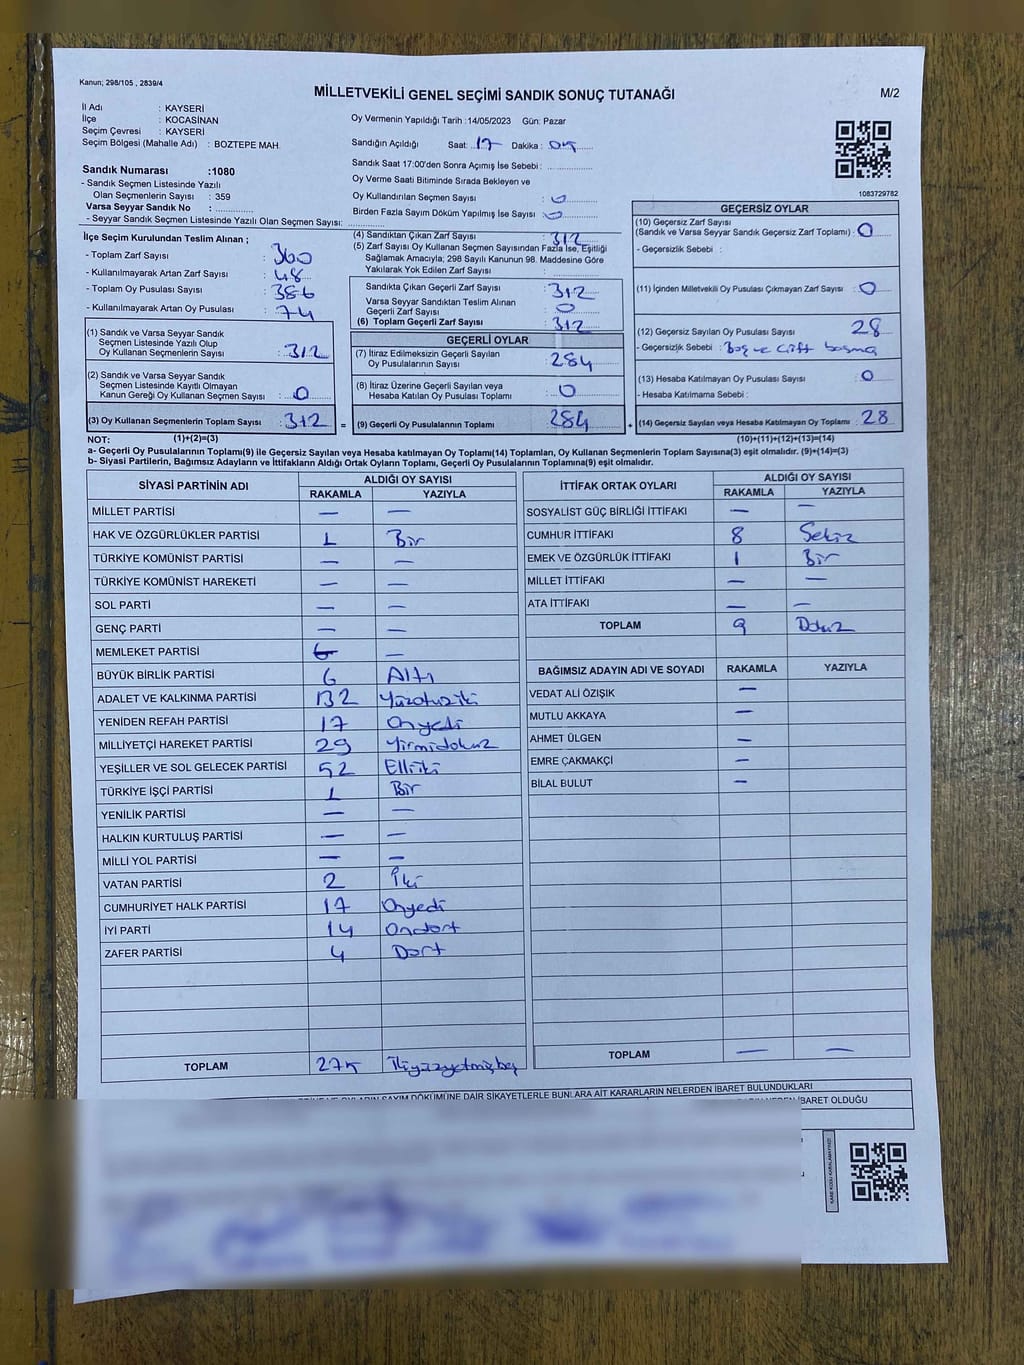 Kanun; 298/105 , 2839/4
MİLLETVEKİLİ GENEL SEÇİMİ SANDIK SONUÇ TUTANAĞI
M/2
İl Adı : KAYSERİ
İlçe : KOCASİNAN
Seçim Çevresi : KAYSERİ
Seçim Bölgesi (Mahalle Adı) : BOZTEPE MAH.
Sandık Numarası :1080
- Sandık Seçmen Listesinde Yazılı
Olan Seçmenlerin Sayısı : 359
Varsa Seyyar Sandık No :
- Seyyar Sandık Seçmen Listesinde Yazılı Olan Seçmen Sayısı:
Oy Vermenin Yapıldığı Tarih :14/05/2023 Gün: Pazar
Sandığın Açıldığı Saat: 17 Dakika : 05
Sandık Saat 17:00'den Sonra Açımış İse Sebebi :
Oy Verme Saati Bitiminde Sırada Bekleyen ve
Oy Kullandırılan Seçmen Sayısı : 0
Birden Fazla Sayım Döküm Yapılmış İse Sayısı : 0
1083729782
İlçe Seçim Kurulundan Teslim Alınan ;
- Toplam Zarf Sayısı : 360
- Kullanılmayarak Artan Zarf Sayısı : 48
- Toplam Oy Pusulası Sayısı : 386
- Kullanılmayarak Artan Oy Pusulası : 74
(1) Sandık ve Varsa Seyyar Sandık
Seçmen Listesinde Yazılı Olup
Oy Kullanan Seçmenlerin Sayısı : 312
(2) Sandık ve Varsa Seyyar Sandık
Seçmen Listesinde Kayıtlı Olmayan
Kanun Gereği Oy Kullanan Seçmen Sayısı : 0
(3) Oy Kullanan Seçmenlerin Toplam Sayısı : 312 =
(4) Sandıktan Çıkan Zarf Sayısı : 312
(5) Zarf Sayısı Oy Kullanan Seçmen Sayısından Fazla İse, Eşitliği
Sağlamak Amacıyla; 298 Sayılı Kanunun 98. Maddesine Göre
Yakılarak Yok Edilen Zarf Sayısı :
Sandıkta Çıkan Geçerli Zarf Sayısı : 312
Varsa Seyyar Sandıktan Teslim Alınan
Geçerli Zarf Sayısı : 0
(6) Toplam Geçerli Zarf Sayısı : 312
GEÇERLİ OYLAR
(7) İtiraz Edilmeksizin Geçerli Sayılan
Oy Pusulalarının Sayısı : 284
(8) İtiraz Üzerine Geçerli Sayılan veya
Hesaba Katılan Oy Pusulası Toplamı : 0
(9) Geçerli Oy Pusulalarının Toplamı : 284 +
GEÇERSİZ OYLAR
(10) Geçersiz Zarf Sayısı
(Sandık ve Varsa Seyyar Sandık Geçersiz Zarf Toplamı) : 0
- Geçersizlik Sebebi :
(11) İçinden Milletvekili Oy Pusulası Çıkmayan Zarf Sayısı : 0
(12) Geçersiz Sayılan Oy Pusulası Sayısı 28
- Geçersizlik Sebebi : Boş ve Çift basma
(13) Hesaba Katılmayan Oy Pusulası Sayısı : 0
- Hesaba Katılmama Sebebi :
(14) Geçersiz Sayılan veya Hesaba Katılmayan Oy Toplamı : 28
NOT: (1)+(2)=(3) (10)+(11)+(12)+(13)=(14)
a- Geçerli Oy Pusulalarının Toplamı(9) ile Geçersiz Sayılan veya Hesaba katılmayan Oy Toplamı(14) Toplamları, Oy Kullanan Seçmenlerin Toplam Sayısına(3) eşit olmalıdır. (9)+(14)=(3)
b- Siyasi Partilerin, Bağımsız Adayların ve İttifakların Aldığı Ortak Oyların Toplamı, Geçerli Oy Pusulalarının Toplamına(9) eşit olmalıdır.
SİYASİ PARTİNİN ADI ALDIĞI OY SAYISI
RAKAMLA YAZIYLA
MİLLET PARTİSİ — —
HAK VE ÖZGÜRLÜKLER PARTİSİ 1 Bir
TÜRKİYE KOMÜNİST PARTİSİ — —
TÜRKİYE KOMÜNİST HAREKETİ — —
SOL PARTİ — —
GENÇ PARTİ — —
MEMLEKET PARTİSİ —
BÜYÜK BİRLİK PARTİSİ 6 Altı
ADALET VE KALKINMA PARTİSİ 132 Yüzotuziki
YENİDEN REFAH PARTİSİ 17 Onyedi
MİLLİYETÇİ HAREKET PARTİSİ 29 Yirmidokuz
YEŞİLLER VE SOL GELECEK PARTİSİ 52 Elliiki
TÜRKİYE İŞÇİ PARTİSİ 1 Bir
YENİLİK PARTİSİ — —
HALKIN KURTULUŞ PARTİSİ — —
MİLLİ YOL PARTİSİ — —
VATAN PARTİSİ 2 İki
CUMHURİYET HALK PARTİSİ 17 Onyedi
İYİ PARTİ 14 Ondört
ZAFER PARTİSİ 4 Dört
TOPLAM 275 İkiyüzyetmişbeş
İTTİFAK ORTAK OYLARI ALDIĞI OY SAYISI
RAKAMLA YAZIYLA
SOSYALİST GÜÇ BİRLİĞİ İTTİFAKI — —
CUMHUR İTTİFAKI 8 Sekiz
EMEK VE ÖZGÜRLÜK İTTİFAKI 1 Bir
MİLLET İTTİFAKI — —
ATA İTTİFAKI — —
TOPLAM 9 Dokuz
BAĞIMSIZ ADAYIN ADI VE SOYADI RAKAMLA YAZIYLA
VEDAT ALİ ÖZIŞIK —
MUTLU AKKAYA —
AHMET ÜLGEN —
EMRE ÇAKMAKÇİ —
BİLAL BULUT —
TOPLAM — —
OYLARIN SAYIM DÖKÜMÜNE DAİR ŞİKAYETLERLE BUNLARA AİT KARARLARIN NELERDEN İBARET BULUNDUKLARI
İBARET OLDUĞU